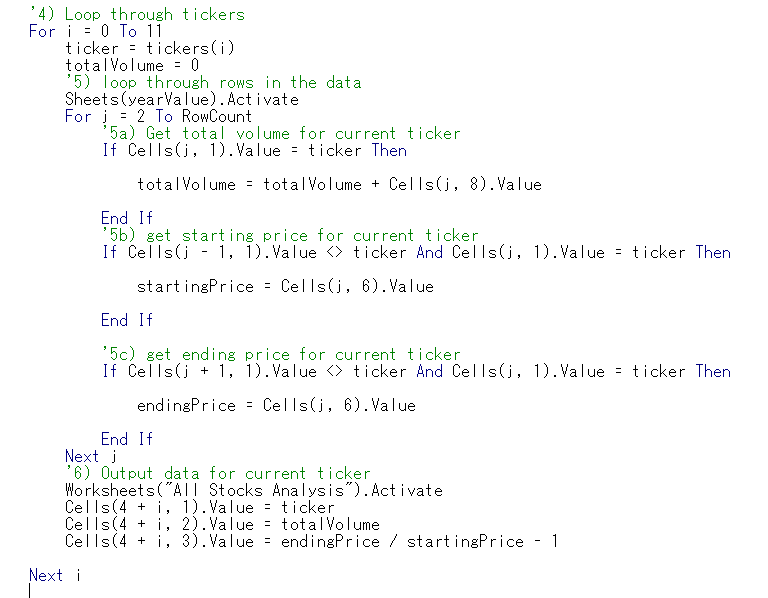 '4) Loop through tickers
For i = 0 To 11
ticker = tickers(i)
totalVolume = 0
'5) loop through rows in the data
Sheets(yearValue).Activate
For j = 2 To RowCount
'5a) Get total volume for current ticker
If Cells(j, 1).Value = ticker Then
totalVolume = totalVolume + Cells(j, 8).Value
End If
'5b) get starting price for current ticker
If Cells(j - 1, 1).Value <> ticker And Cells(j, 1).Value = ticker Then
startingPrice = Cells(j, 6).Value
End If
'5c) get ending price for current ticker
If Cells(j + 1, 1).Value <> ticker And Cells(j, 1).Value = ticker Then
endingPrice = Cells(j, 6).Value
End If
Next j
'6) Output data for current ticker
Worksheets("All Stocks Analysis").Activate
Cells(4 + i, 1).Value = ticker
Cells(4 + i, 2).Value = totalVolume
Cells(4 + i, 3).Value = endingPrice / startingPrice - 1
Next i